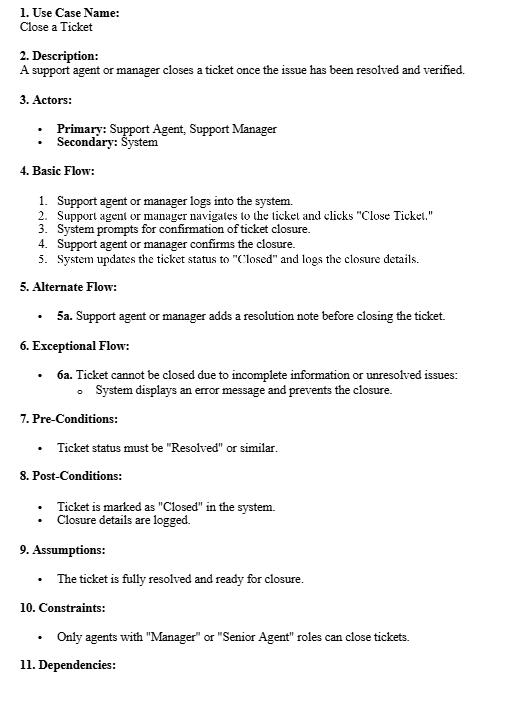 1. Use Case Name:
Close a Ticket
2. Description:
A support agent or manager closes a ticket once the issue has been resolved and verified.
3. Actors:
• Primary: Support Agent, Support Manager
• Secondary: System
4. Basic Flow:
1. Support agent or manager logs into the system.
2. Support agent or manager navigates to the ticket and clicks "Close Ticket."
3. System prompts for confirmation of ticket closure.
4. Support agent or manager confirms the closure.
5. System updates the ticket status to "Closed" and logs the closure details.
5. Alternate Flow:
• 5a. Support agent or manager adds a resolution note before closing the ticket.
6. Exceptional Flow:
• 6a. Ticket cannot be closed due to incomplete information or unresolved issues:
o System displays an error message and prevents the closure.
7. Pre-Conditions:
• Ticket status must be "Resolved" or similar.
8. Post-Conditions:
• Ticket is marked as "Closed" in the system.
• Closure details are logged.
9. Assumptions:
• The ticket is fully resolved and ready for closure.
10. Constraints:
• Only agents with "Manager" or "Senior Agent" roles can close tickets.
11. Dependencies: